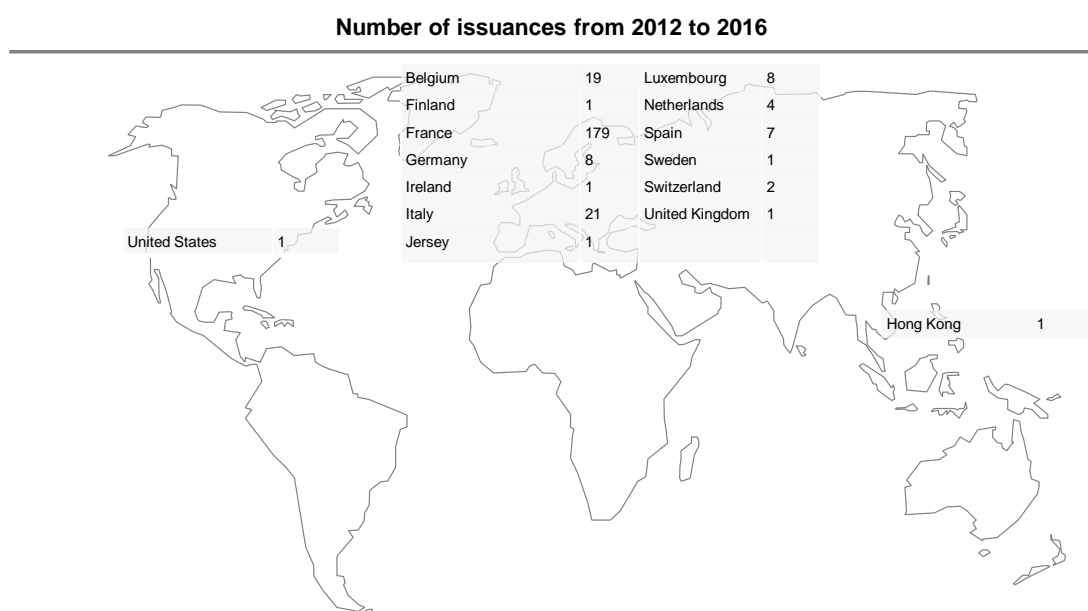 Number of issuances from 2012 to 2016
Belgium 19 Luxembourg 8
Finland 1 Netherlands 4
France 179 Spain 7
Germany 8 Sweden 1
Ireland 1 Switzerland 2
Italy 21 United Kingdom 1
United States 1 Jersey 1
Hong Kong 1